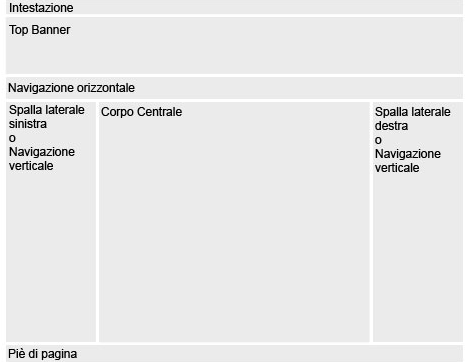 Intestazione
Top Banner
Navigazione orizzontale
Spalla laterale
sinistra
o
Navigazione
verticale
Corpo Centrale
Spalla laterale
destra
o
Navigazione
verticale
Piè di pagina